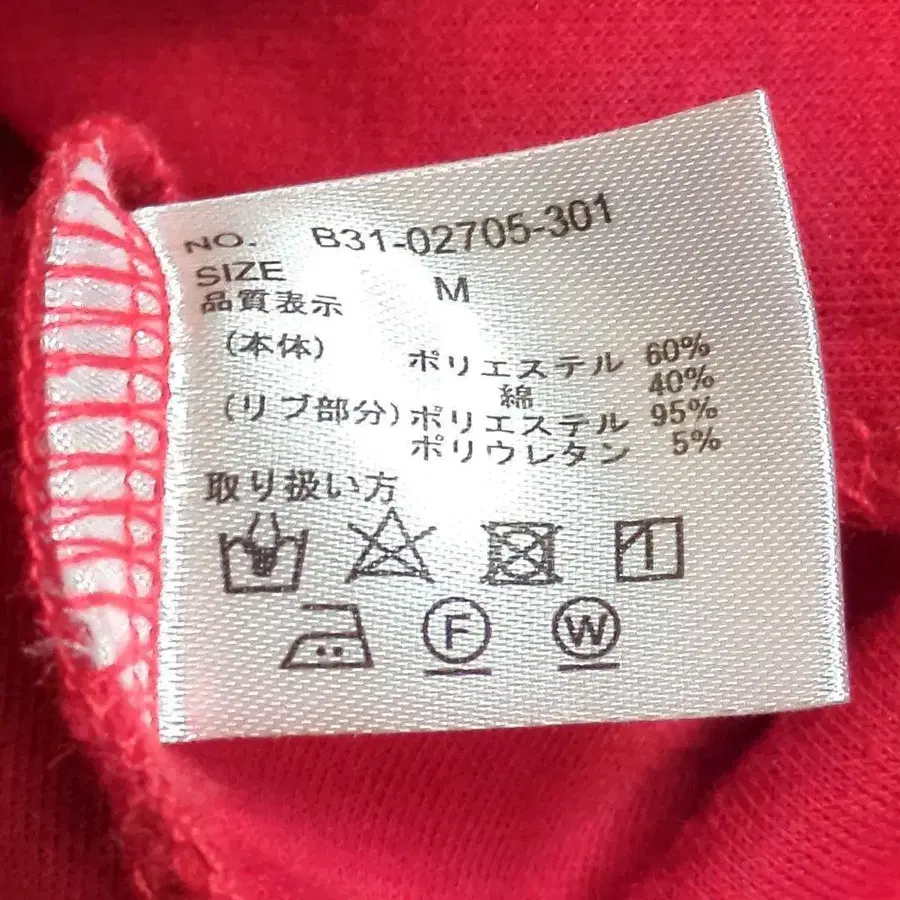 NO. B31-02705-301
SIZE M
品質表示
(本体) ポリエステル 60%
綿 40%
(リブ部分) ポリエステル 95%
ポリウレタン 5%
取り扱い方
F W